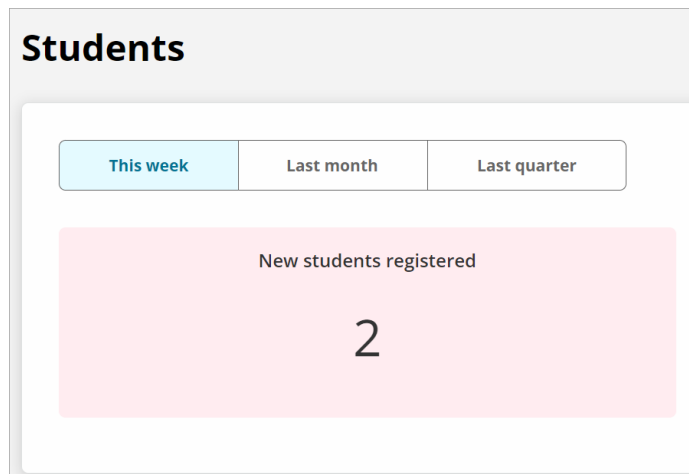 Students
This week Last month Last quarter
New students registered
2